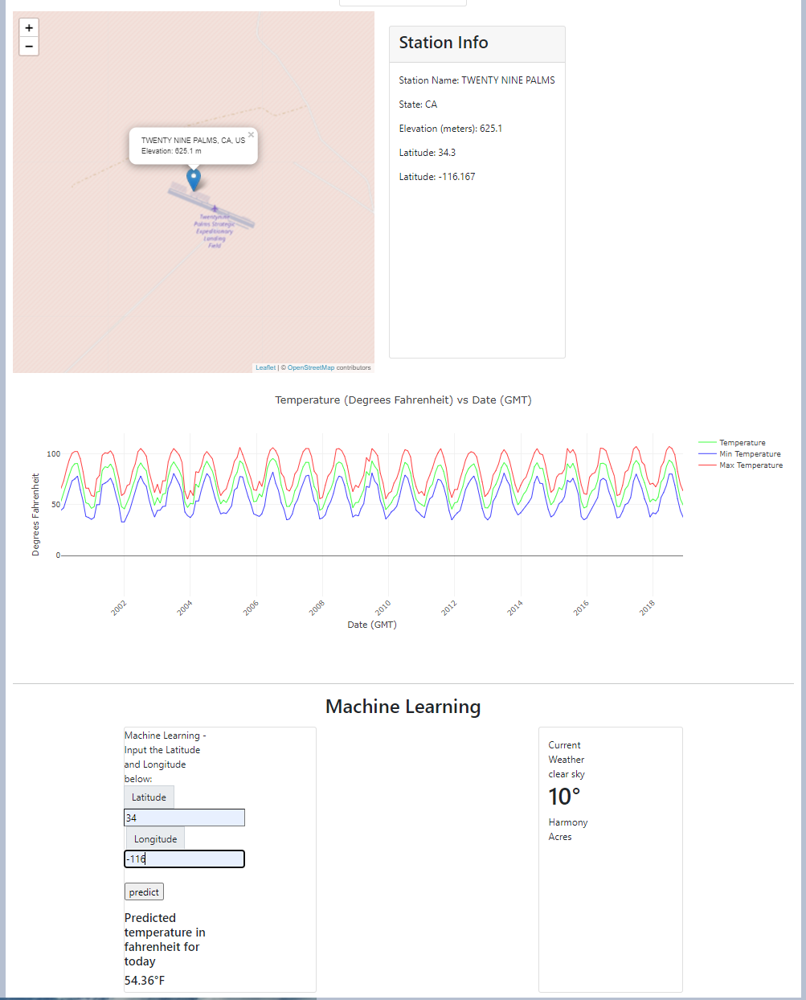 +
−
TWENTY NINE PALMS, CA, US ×
Elevation: 625.1 m
Twentynine
Palms Strategic
Expeditionary
Landing
Field
Leaflet | © OpenStreetMap contributors
Station Info
Station Name: TWENTY NINE PALMS
State: CA
Elevation (meters): 625.1
Latitude: 34.3
Latitude: -116.167
Temperature (Degrees Fahrenheit) vs Date (GMT)
Degrees Fahrenheit
100
50
0
2002 2004 2006 2008 2010 2012 2014 2016 2018
Date (GMT)
Temperature
Min Temperature
Max Temperature
Machine Learning
Machine Learning -
Input the Latitude
and Longitude
below:
Latitude
34
Longitude
-116
predict
Predicted
temperature in
fahrenheit for
today
54.36°F
Current
Weather
clear sky
10°
Harmony
Acres